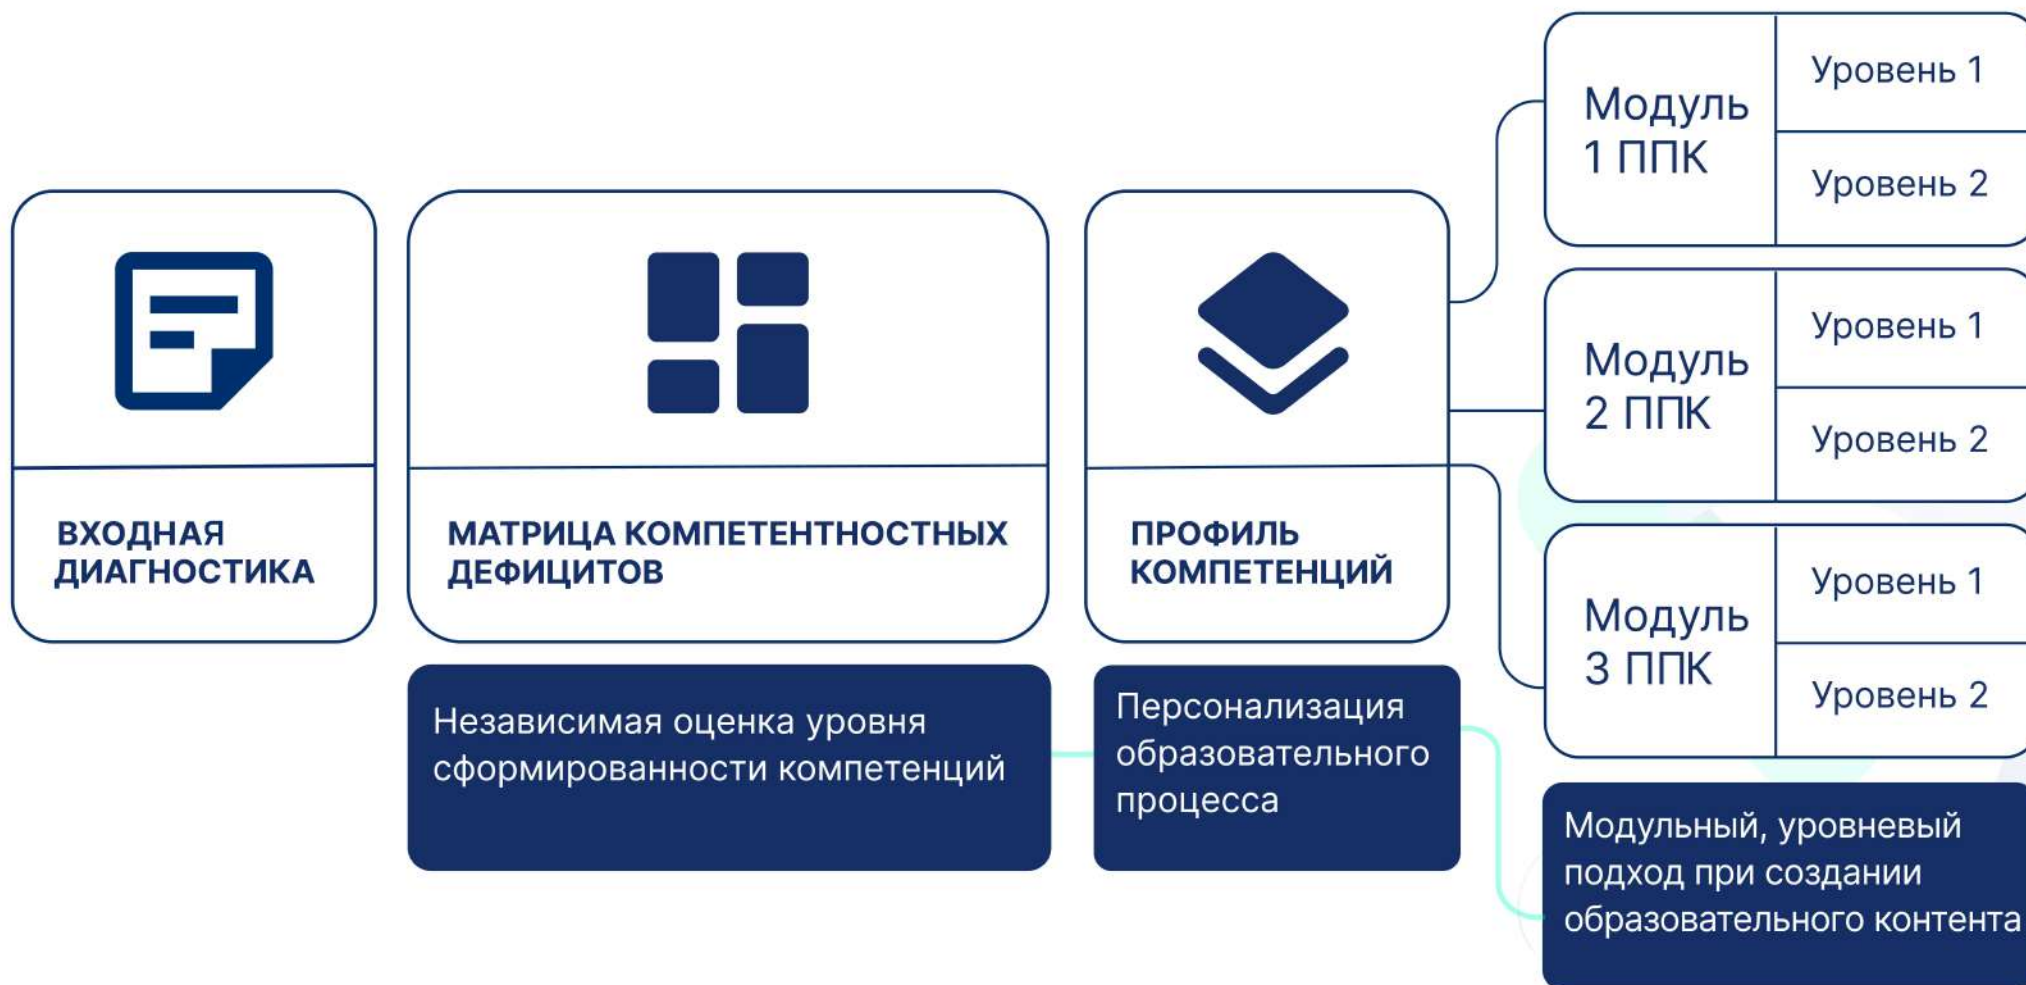 ВХОДНАЯ
ДИАГНОСТИКА
МАТРИЦА КОМПЕТЕНТНОСТНЫХ
ДЕФИЦИТОВ
Независимая оценка уровня
сформированности компетенций
ПРОФИЛЬ
КОМПЕТЕНЦИЙ
Персонализация
образовательного
процесса
Модуль
1 ППК
Уровень 1
Уровень 2
Модуль
2 ППК
Уровень 1
Уровень 2
Модуль
3 ППК
Уровень 1
Уровень 2
Модульный, уровневый
подход при создании
образовательного контента